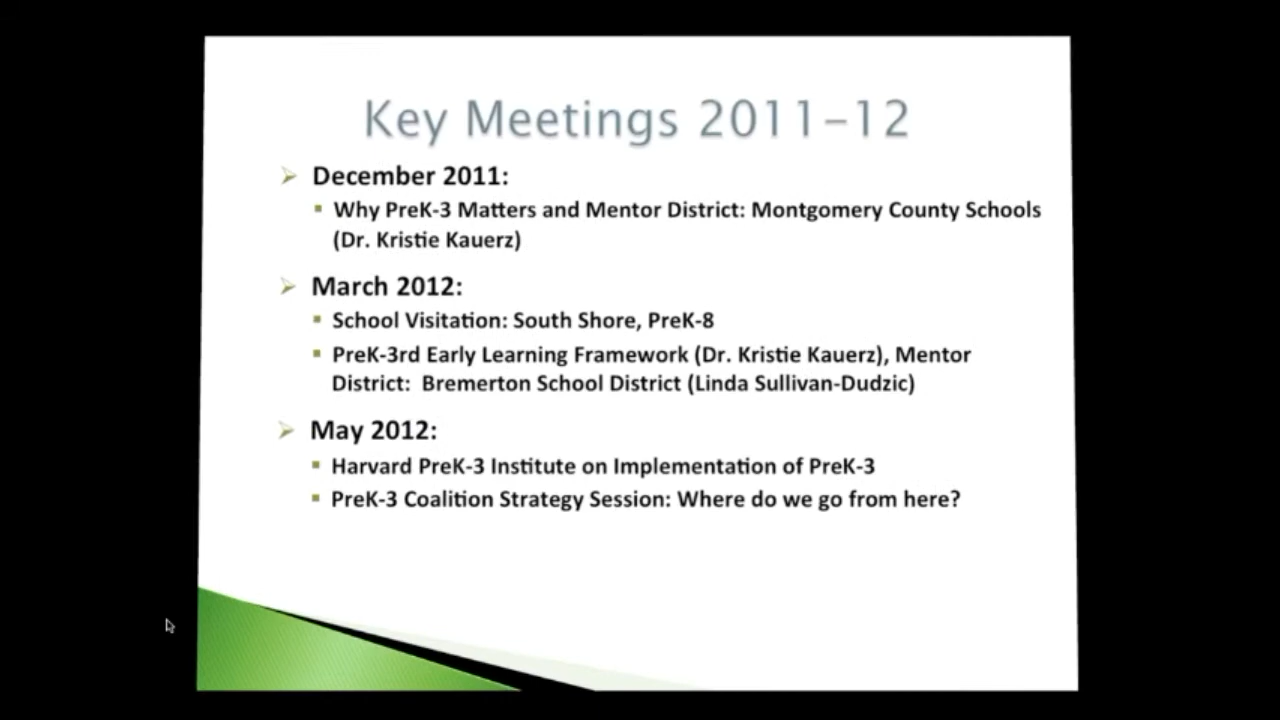 Key Meetings 2011-12
December 2011:
Why PreK-3 Matters and Mentor District: Montgomery County Schools
(Dr. Kristie Kauerz)
March 2012:
School Visitation: South Shore, PreK-8
PreK-3rd Early Learning Framework (Dr. Kristie Kauerz), Mentor
District: Bremerton School District (Linda Sullivan-Dudzic)
May 2012:
Harvard PreK-3 Institute on Implementation of PreK-3
PreK-3 Coalition Strategy Session: Where do we go from here?